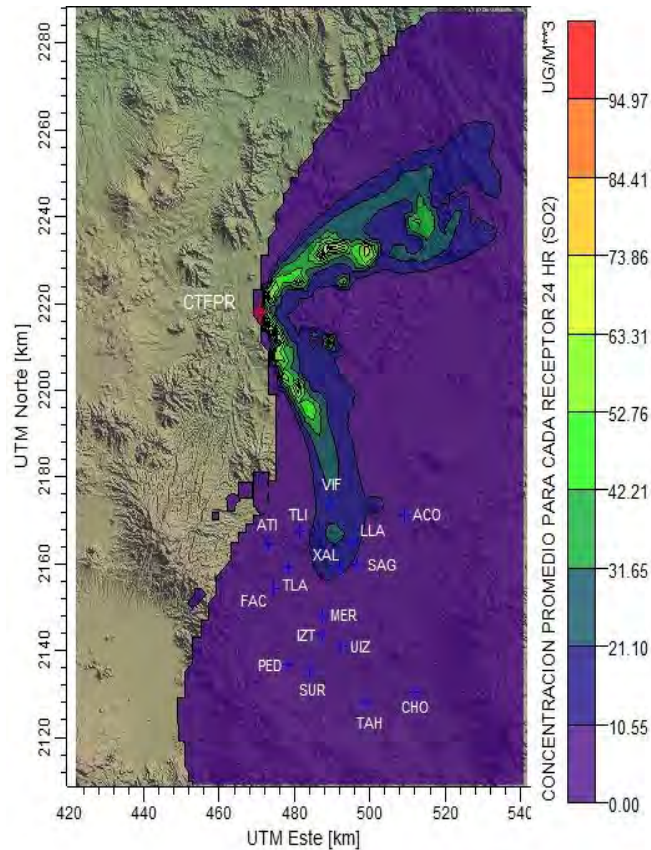 UTM Norte [km]
2280
2260
2240
2220
2200
2180
2160
2140
2120
CTFPR
VIF
ACO
ATI
TLI
LLA
XAL
SAG
TLA
FAC
MER
IZT
UIZ
PED
SUR
CHO
TAH
420 440 460 480 500 520 540
UTM Este [km]
CONCENTRACION PROMEDIO PARA CADA RECEPTOR 24 HR (SO2) UG/M**3
94.97
84.41
73.86
63.31
52.76
42.21
31.65
21.10
10.55
0.00